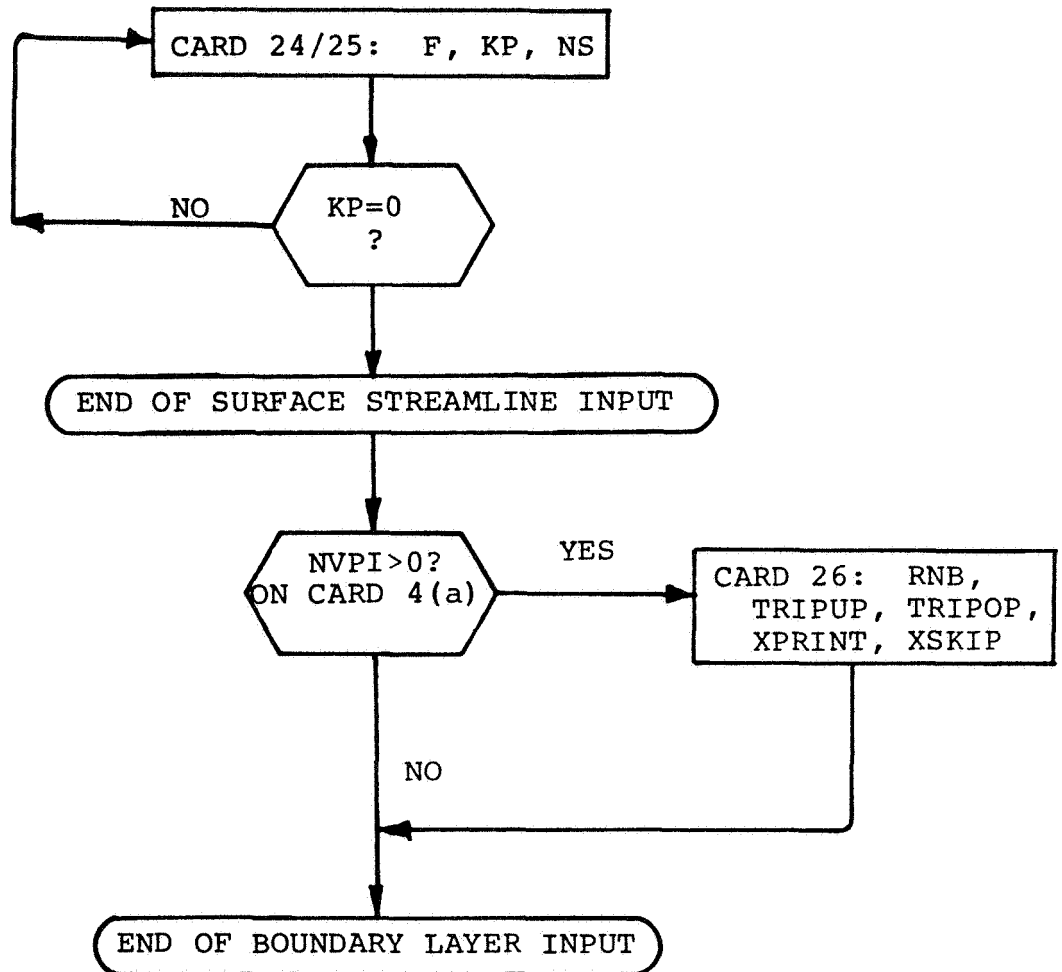 CARD 24/25: F, KP, NS
NO
KP=0
?
END OF SURFACE STREAMLINE INPUT
NVPI>0?
ON CARD 4(a)
YES
CARD 26: RNB,
TRIPUP, TRIPOP,
XPRINT, XSKIP
NO
END OF BOUNDARY LAYER INPUT